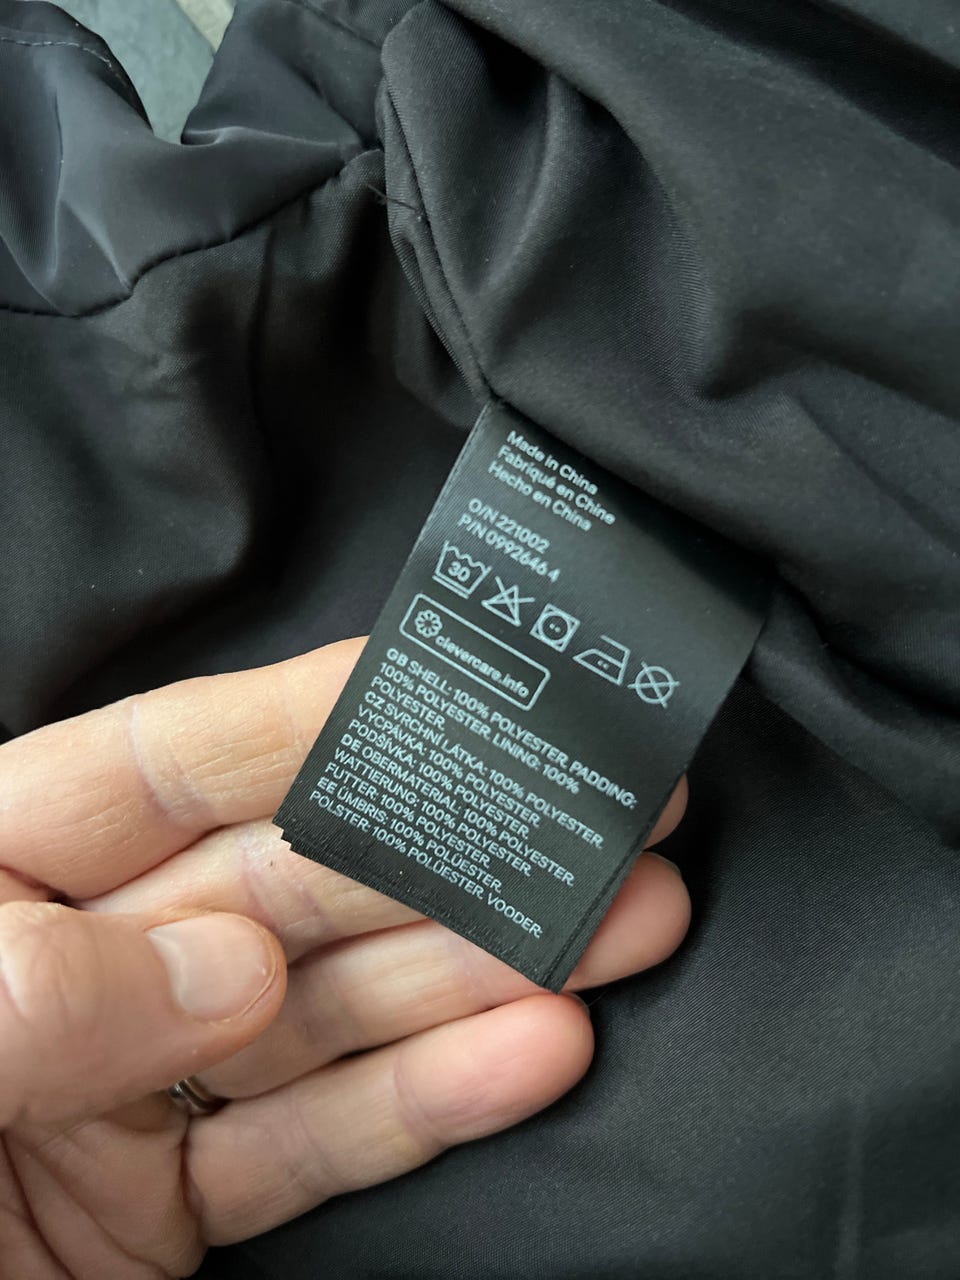 Made in China
Fabriqué en Chine
Hecho en China
O/N 221002
P/N 0992646.4
30
clevercare.info
GB SHELL: 100% POLYESTER. PADDING:
100% POLYESTER. LINING: 100%
POLYESTER.
CZ SVRCHNÍ LÁTKA: 100% POLYESTER.
VYCPÁVKA: 100% POLYESTER.
PODŠÍVKA: 100% POLYESTER.
DE OBERMATERIAL: 100% POLYESTER.
WATTIERUNG: 100% POLYESTER.
FUTTER: 100% POLYESTER.
EE ÜMBRIS: 100% POLÜESTER.
POLSTER: 100% POLÜESTER. VOODER: